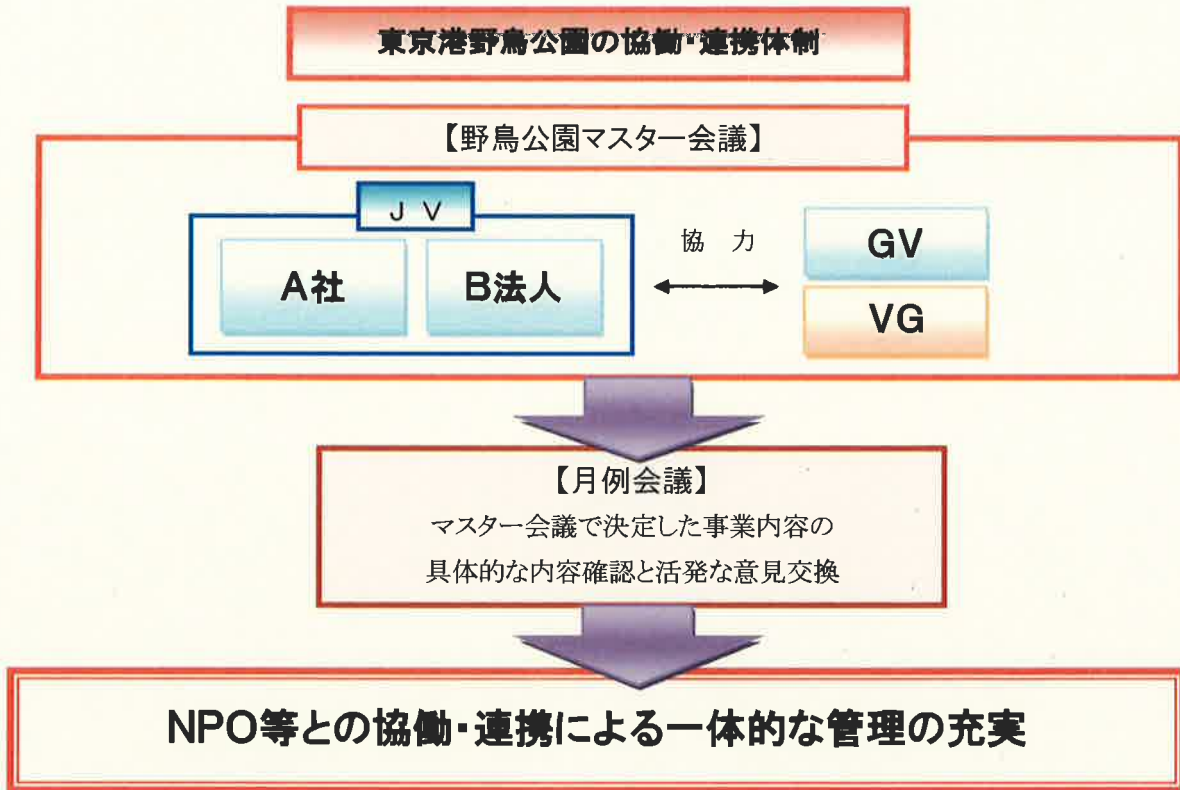 東京港野鳥公園の協働・連携体制
【野鳥公園マスター会議】
J V
A社
B法人
協 力
GV
VG
【月例会議】
マスター会議で決定した事業内容の
具体的な内容確認と活発な意見交換
NPO等との協働・連携による一体的な管理の充実